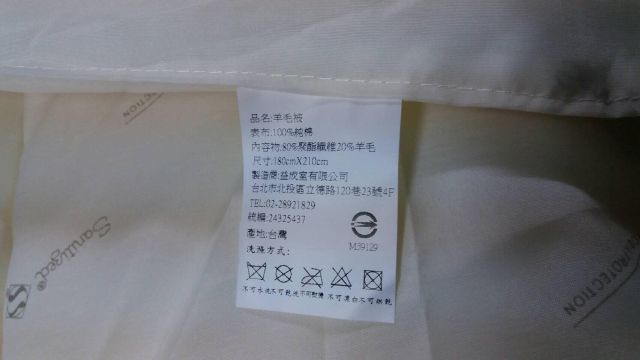 品名:羊毛被
表布:100%純棉
內容物:80%聚酯纖維20%羊毛
尺寸:180cmX210cm
製造商:益成室有限公司
台北市北投區立德路120巷23號4F
TEL:02-28921829
統編:24325437
產地:台灣
M39129
洗滌方式:
不可水洗不可乾洗不可熨燙 不可漂白不可烘乾
Sanitized®
S
PROTECTION